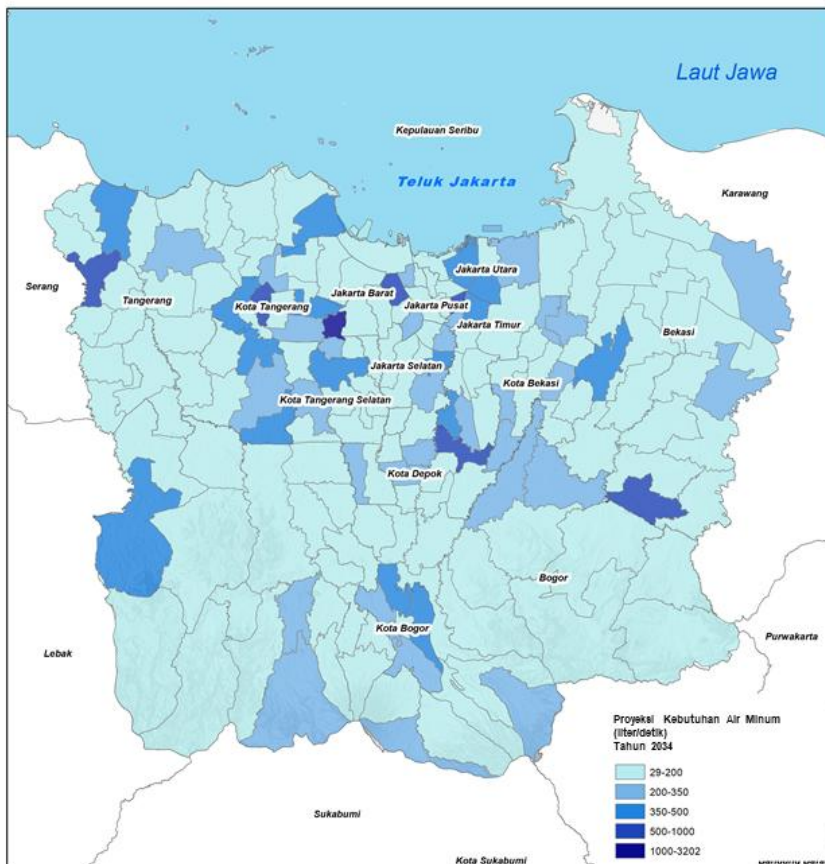 Laut Jawa
Kepulauan Seribu
Teluk Jakarta
Karawang
Serang
Tangerang
Kota Tangerang
Jakarta Barat
Jakarta Utara
Jakarta Pusat
Jakarta Timur
Bekasi
Jakarta Selatan
Kota Bekasi
Kota Tangerang Selatan
Kota Depok
Bogor
Kota Bogor
Lebak
Purwakarta
Sukabumi
Kota Sukabumi
Proyeksi Kebutuhan Air Minum
(liter/detik)
Tahun 2034
29-200
200-350
350-500
500-1000
1000-3202